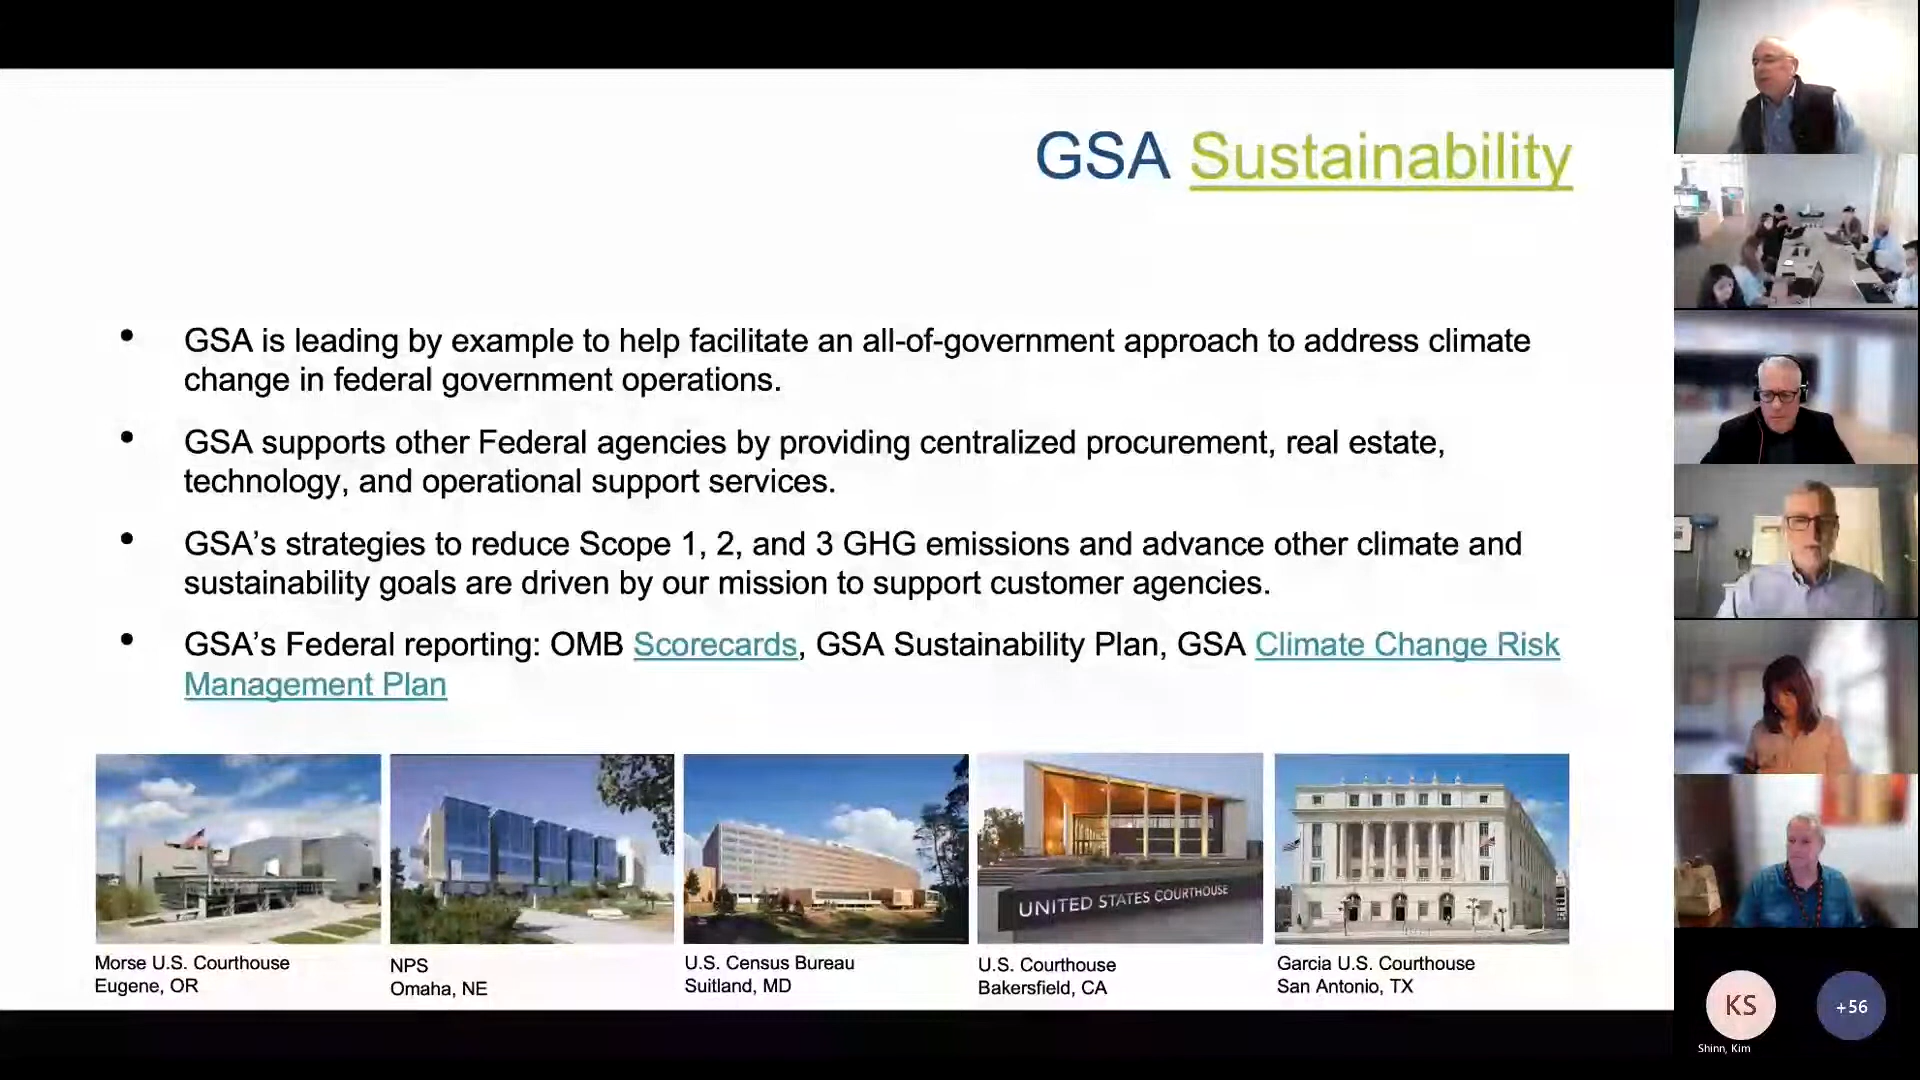 GSA Sustainability
• GSA is leading by example to help facilitate an all-of-government approach to address climate
change in federal government operations.
• GSA supports other Federal agencies by providing centralized procurement, real estate,
technology, and operational support services.
• GSA’s strategies to reduce Scope 1, 2, and 3 GHG emissions and advance other climate and
sustainability goals are driven by our mission to support customer agencies.
• GSA’s Federal reporting: OMB Scorecards, GSA Sustainability Plan, GSA Climate Change Risk
Management Plan
UNITED STATES COURTHOUSE
Morse U.S. Courthouse
Eugene, OR
NPS
Omaha, NE
U.S. Census Bureau
Suitland, MD
U.S. Courthouse
Bakersfield, CA
Garcia U.S. Courthouse
San Antonio, TX
KS
+56
Shinn, Kim